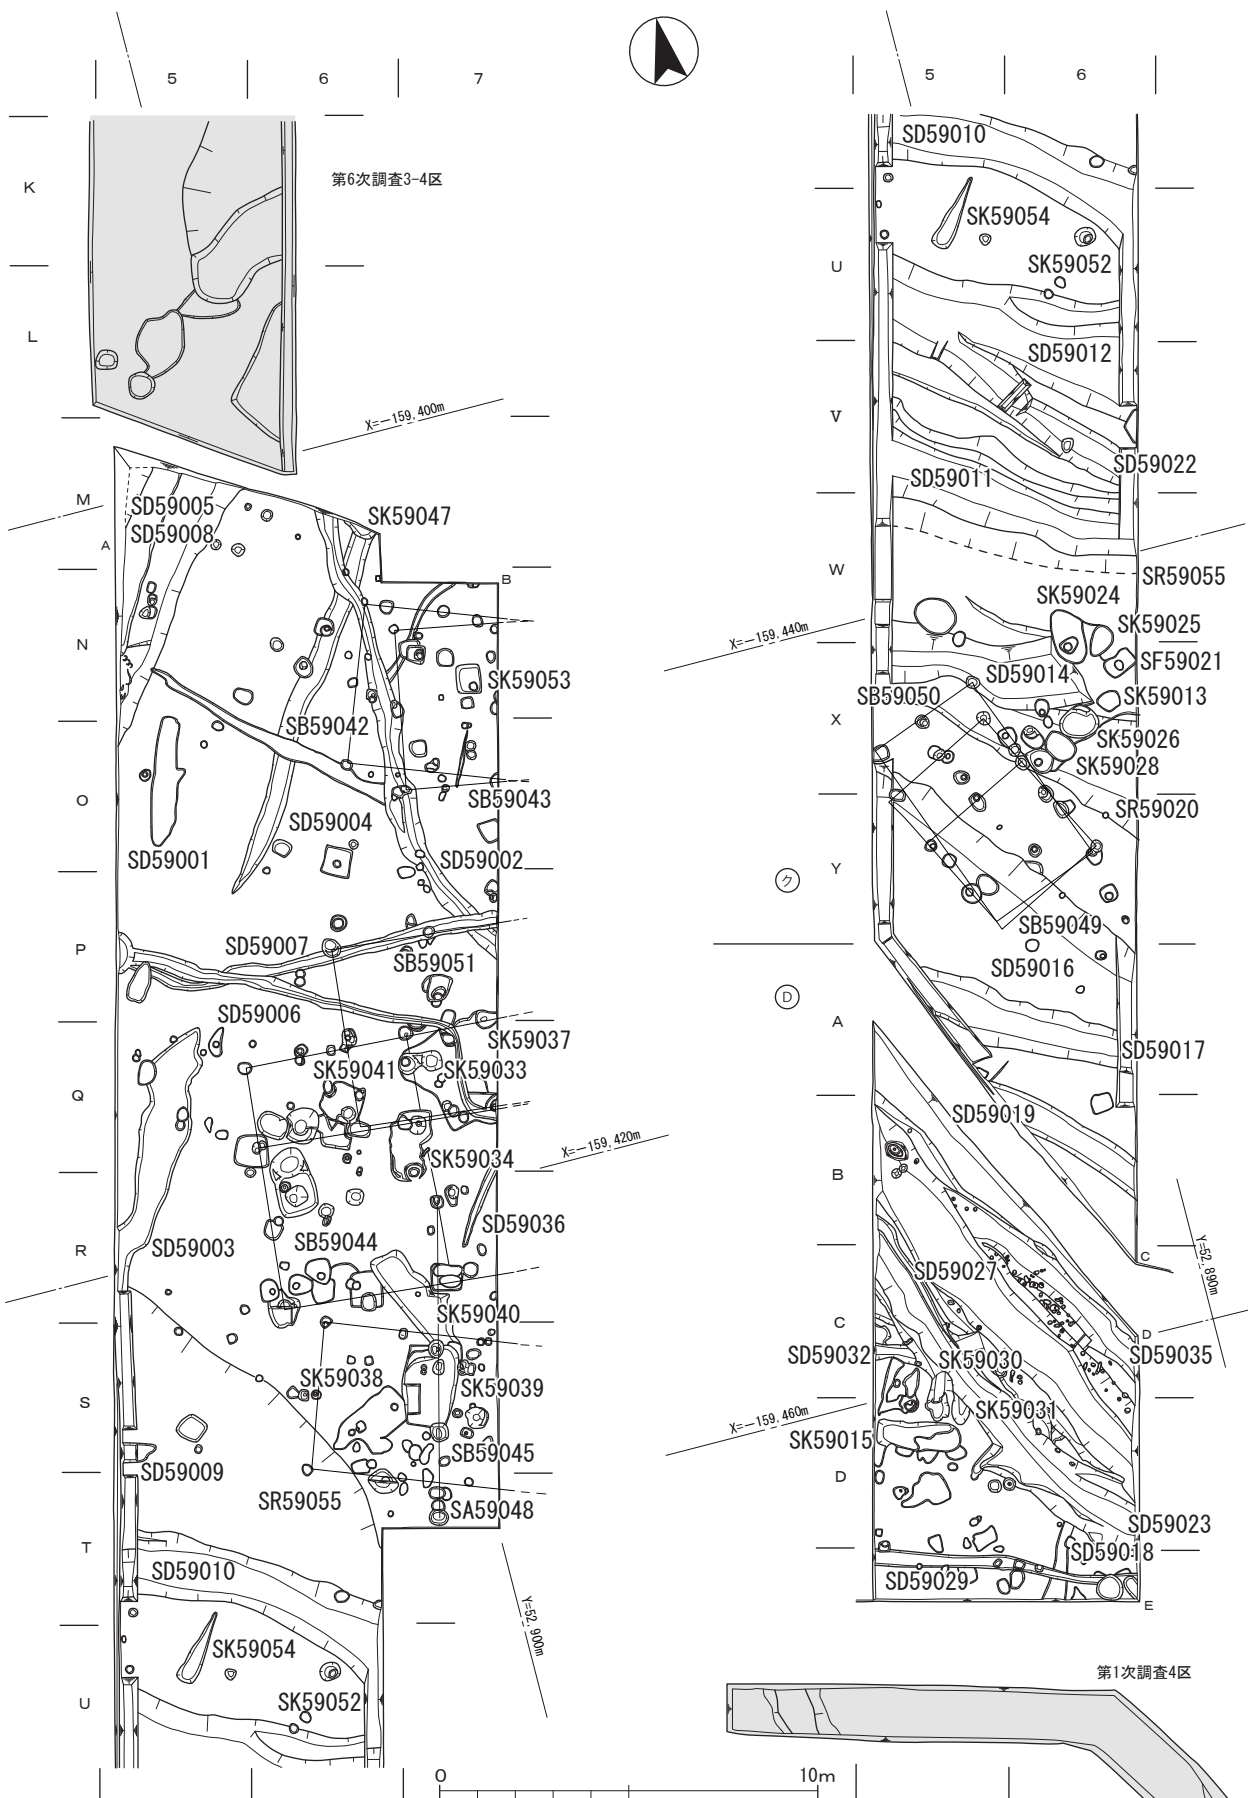 5 6 7
K
L
第6次調査3-4区
X=-159,400m
M
SD59005
SD59008
A
SK59047
B
N
SK59053
SB59042
O
SB59043
SD59004
SD59001
SD59002
P
SD59007
SB59051
SD59006
SK59037
SK59041
SK59033
Q
X=-159,420m
SK59034
SD59036
SD59003
SB59044
R
SK59040
SK59038
SK59039
S
SB59045
SD59009
SR59055
SA59048
T
SD59010
Y=52,900m
SK59054
SK59052
U
0 10m
5 6
SD59010
SK59054
U
SK59052
SD59012
V
SD59022
SD59011
W
SR59055
SK59024
SK59025
X=-159,440m
SF59021
SD59014
SB59050
SK59013
X
SK59026
SK59028
SR59020
Y
ク
SB59049
SD59016
D
A
SD59017
SD59019
B
C
Y=52,890m
SD59027
C
D
SD59032
SK59030
SD59035
SK59031
X=-159,460m
SK59015
D
SD59023
SD59018
SD59029
E
第1次調査4区